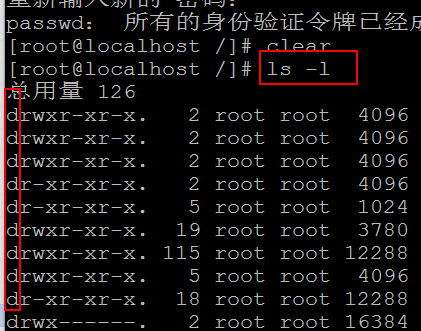 重新输入新的 密码：
passwd： 所有的身份验证令牌已经成
[root@localhost /]# clear
[root@localhost /]# ls -l
总用量 126
drwxr-xr-x. 2 root root 4096
drwxr-xr-x. 2 root root 4096
drwxr-xr-x. 2 root root 4096
dr-xr-xr-x. 2 root root 4096
dr-xr-xr-x. 5 root root 1024
drwxr-xr-x. 19 root root 3780
drwxr-xr-x. 115 root root 12288
drwxr-xr-x. 5 root root 4096
dr-xr-xr-x. 18 root root 12288
drwx------. 2 root root 16384